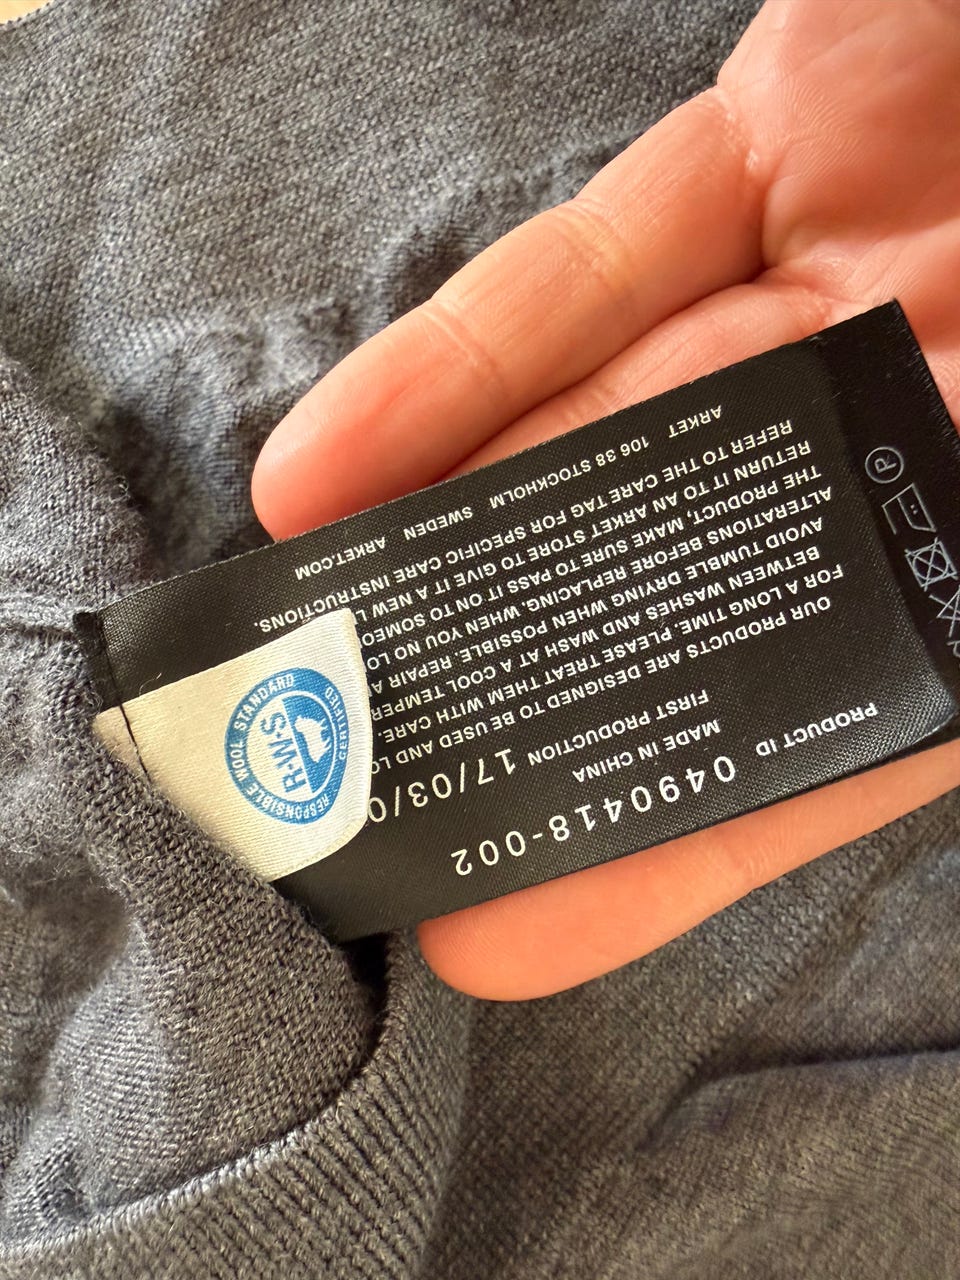 PRODUCT ID
0490418-002
MADE IN CHINA
FIRST PRODUCTION 17/03/0
OUR PRODUCTS ARE DESIGNED TO BE USED AND LO
FOR A LONG TIME. PLEASE TREAT THEM WITH CARE.
BETWEEN WASHES AND WASH AT A COOL TEMPER
AVOID TUMBLE DRYING WHEN POSSIBLE. REPAIR A
ALTERATIONS BEFORE REPLACING. WHEN YOU NO LO
THE PRODUCT, MAKE SURE TO PASS IT ON TO SOMEO
RETURN IT TO AN ARKET STORE TO GIVE IT A NEW L
REFER TO THE CARE TAG FOR SPECIFIC CARE INSTRUCTIONS.
ARKET 106 38 STOCKHOLM SWEDEN ARKET.COM
RESPONSIBLE WOOL STANDARD
R·W·S
CERTIFIED
P